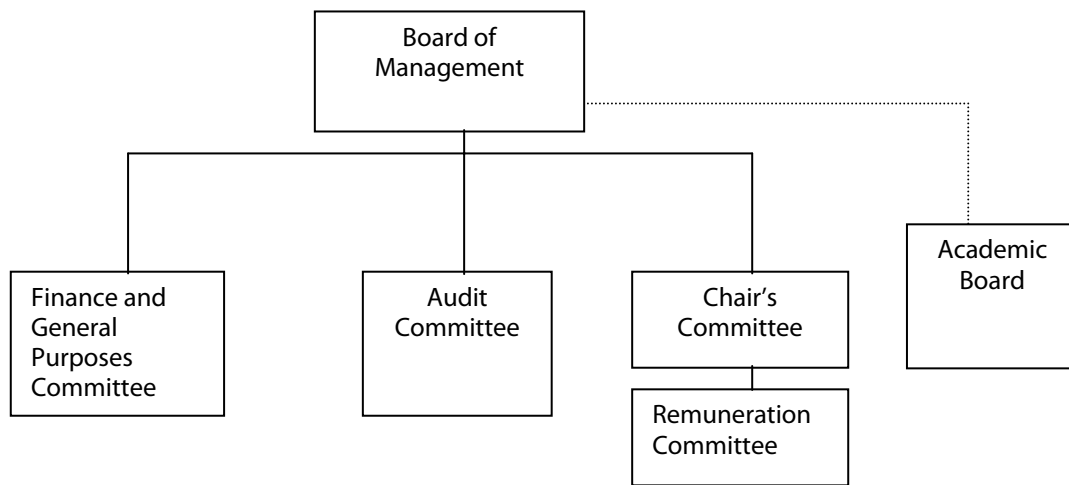 Board of
Management
Academic
Board
Finance and
General
Purposes
Committee
Audit
Committee
Chair’s
Committee
Remuneration
Committee